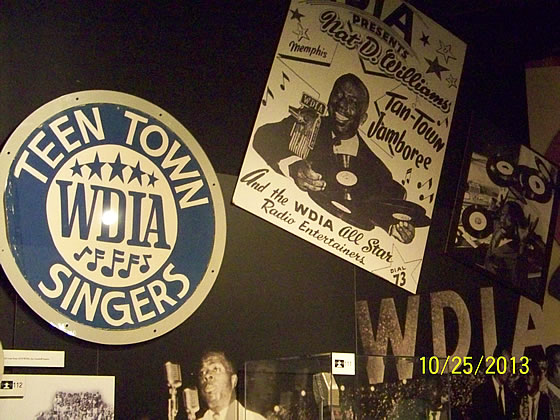 TEEN TOWN
WDIA
SINGERS
WDIA
PRESENTS
Nat D. Williams
Memphis
WDIA
Tan-Town
Jamboree
And the WDIA All Star
Radio Entertainers
DIAL
73
WDIA
112
10/25/2013